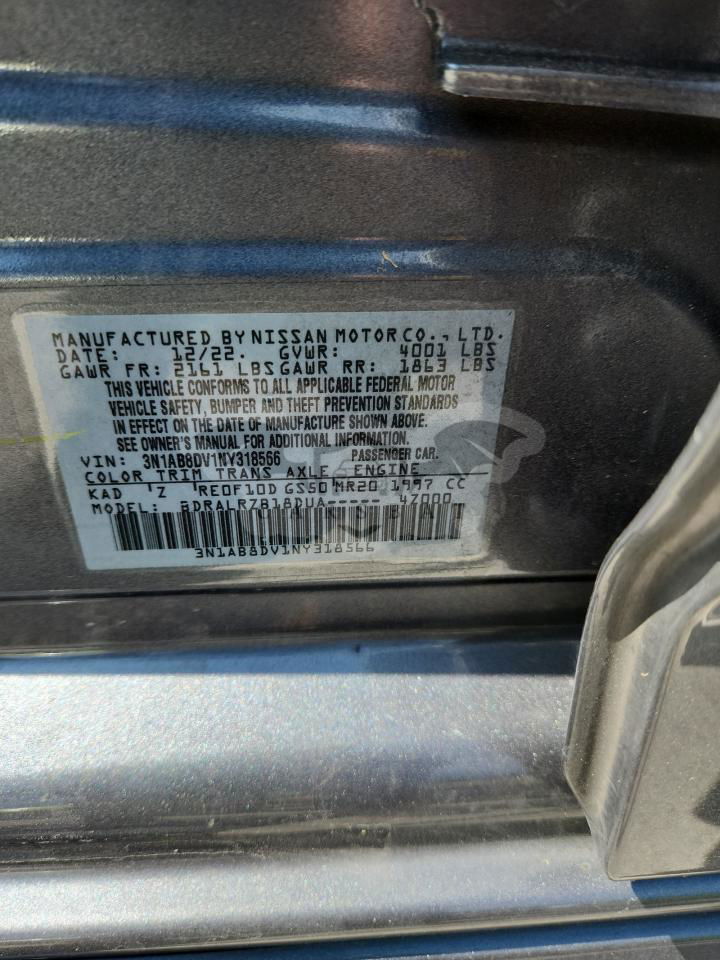 MANUFACTURED BY NISSAN MOTOR CO., LTD.
DATE: 12/22. GVWR: 4001 LBS
GAWR FR: 2161 LBS GAWR RR: 1863 LBS
THIS VEHICLE CONFORMS TO ALL APPLICABLE FEDERAL MOTOR
VEHICLE SAFETY, BUMPER AND THEFT PREVENTION STANDARDS
IN EFFECT ON THE DATE OF MANUFACTURE SHOWN ABOVE.
SEE OWNER'S MANUAL FOR ADDITIONAL INFORMATION.
VIN: 3N1AB8DV1NY318566 PASSENGER CAR.
COLOR TRIM TRANS AXLE ENGINE
KAD Z RE0F10D GS50 MR20 1997 CC
MODEL: BDRALRZB18DUA----- 4Z000
3N1AB8DV1NY318566